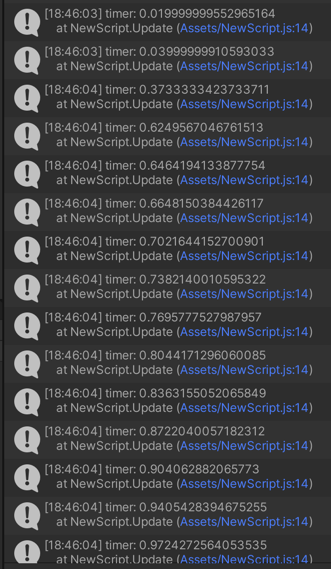 [18:46:03] timer: 0.019999999552965164
at NewScript.Update (Assets/NewScript.js:14)
[18:46:03] timer: 0.03999999910593033
at NewScript.Update (Assets/NewScript.js:14)
[18:46:04] timer: 0.3733333423733711
at NewScript.Update (Assets/NewScript.js:14)
[18:46:04] timer: 0.6249567046761513
at NewScript.Update (Assets/NewScript.js:14)
[18:46:04] timer: 0.6464194133877754
at NewScript.Update (Assets/NewScript.js:14)
[18:46:04] timer: 0.6648150384426117
at NewScript.Update (Assets/NewScript.js:14)
[18:46:04] timer: 0.7021644152700901
at NewScript.Update (Assets/NewScript.js:14)
[18:46:04] timer: 0.7382140010595322
at NewScript.Update (Assets/NewScript.js:14)
[18:46:04] timer: 0.7695777527987957
at NewScript.Update (Assets/NewScript.js:14)
[18:46:04] timer: 0.8044171296060085
at NewScript.Update (Assets/NewScript.js:14)
[18:46:04] timer: 0.8363155052065849
at NewScript.Update (Assets/NewScript.js:14)
[18:46:04] timer: 0.8722040057182312
at NewScript.Update (Assets/NewScript.js:14)
[18:46:04] timer: 0.904062882065773
at NewScript.Update (Assets/NewScript.js:14)
[18:46:04] timer: 0.9405428394675255
at NewScript.Update (Assets/NewScript.js:14)
[18:46:04] timer: 0.9724272564053535
at NewScript.Update (Assets/NewScript.js:14)